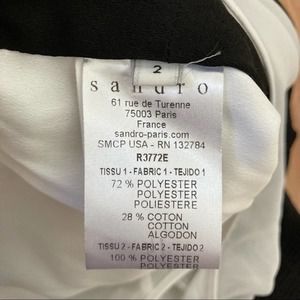 2
sandro
61 rue de Turenne
75003 Paris
France
sandro-paris.com
SMCP USA - RN 132784
R3772E
TISSU 1 - FABRIC 1 - TEJIDO 1
72 % POLYESTER
POLYESTER
POLIESTERE
28 % COTON
COTTON
ALGODON
TISSU 2 - FABRIC 2 - TEJIDO 2
100 % POLYESTER